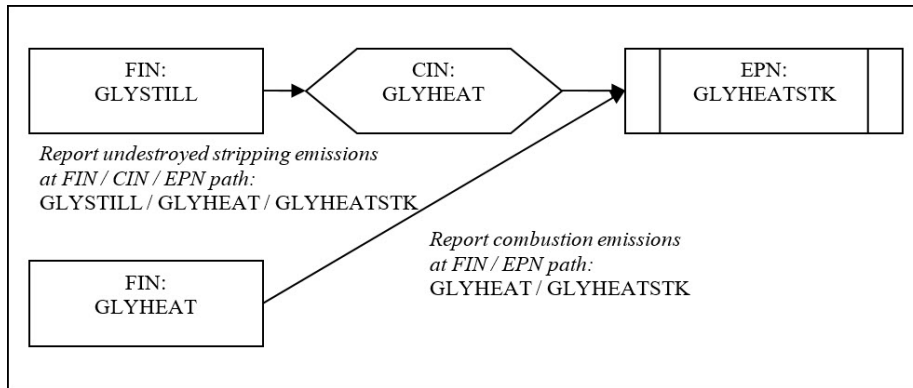 FIN:
GLYSTILL
CIN:
GLYHEAT
EPN:
GLYHEATSTK
Report undestroyed stripping emissions
at FIN / CIN / EPN path:
GLYSTILL / GLYHEAT / GLYHEATSTK
Report combustion emissions
at FIN / EPN path:
GLYHEAT / GLYHEATSTK
FIN:
GLYHEAT